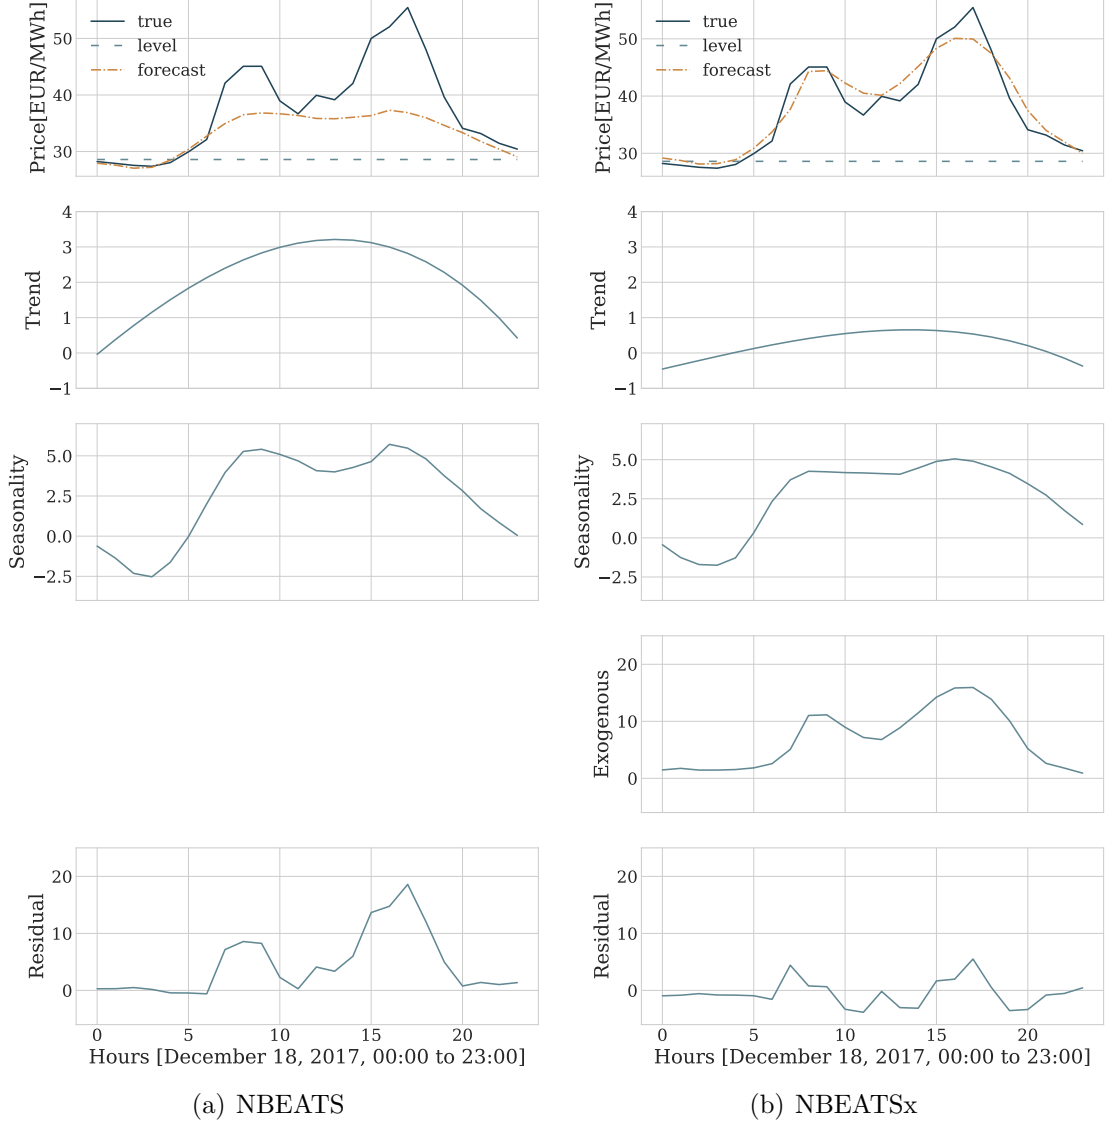 Price[EUR/MWh]
50
40
30
true
level
forecast
Trend
4
3
2
1
0
−1
Seasonality
5.0
2.5
0.0
−2.5
Residual
20
10
0
0 5 10 15 20
Hours [December 18, 2017, 00:00 to 23:00]
(a) NBEATS
Price[EUR/MWh]
50
40
30
true
level
forecast
Trend
4
3
2
1
0
−1
Seasonality
5.0
2.5
0.0
−2.5
Exogenous
20
10
0
Residual
20
10
0
0 5 10 15 20
Hours [December 18, 2017, 00:00 to 23:00]
(b) NBEATSx